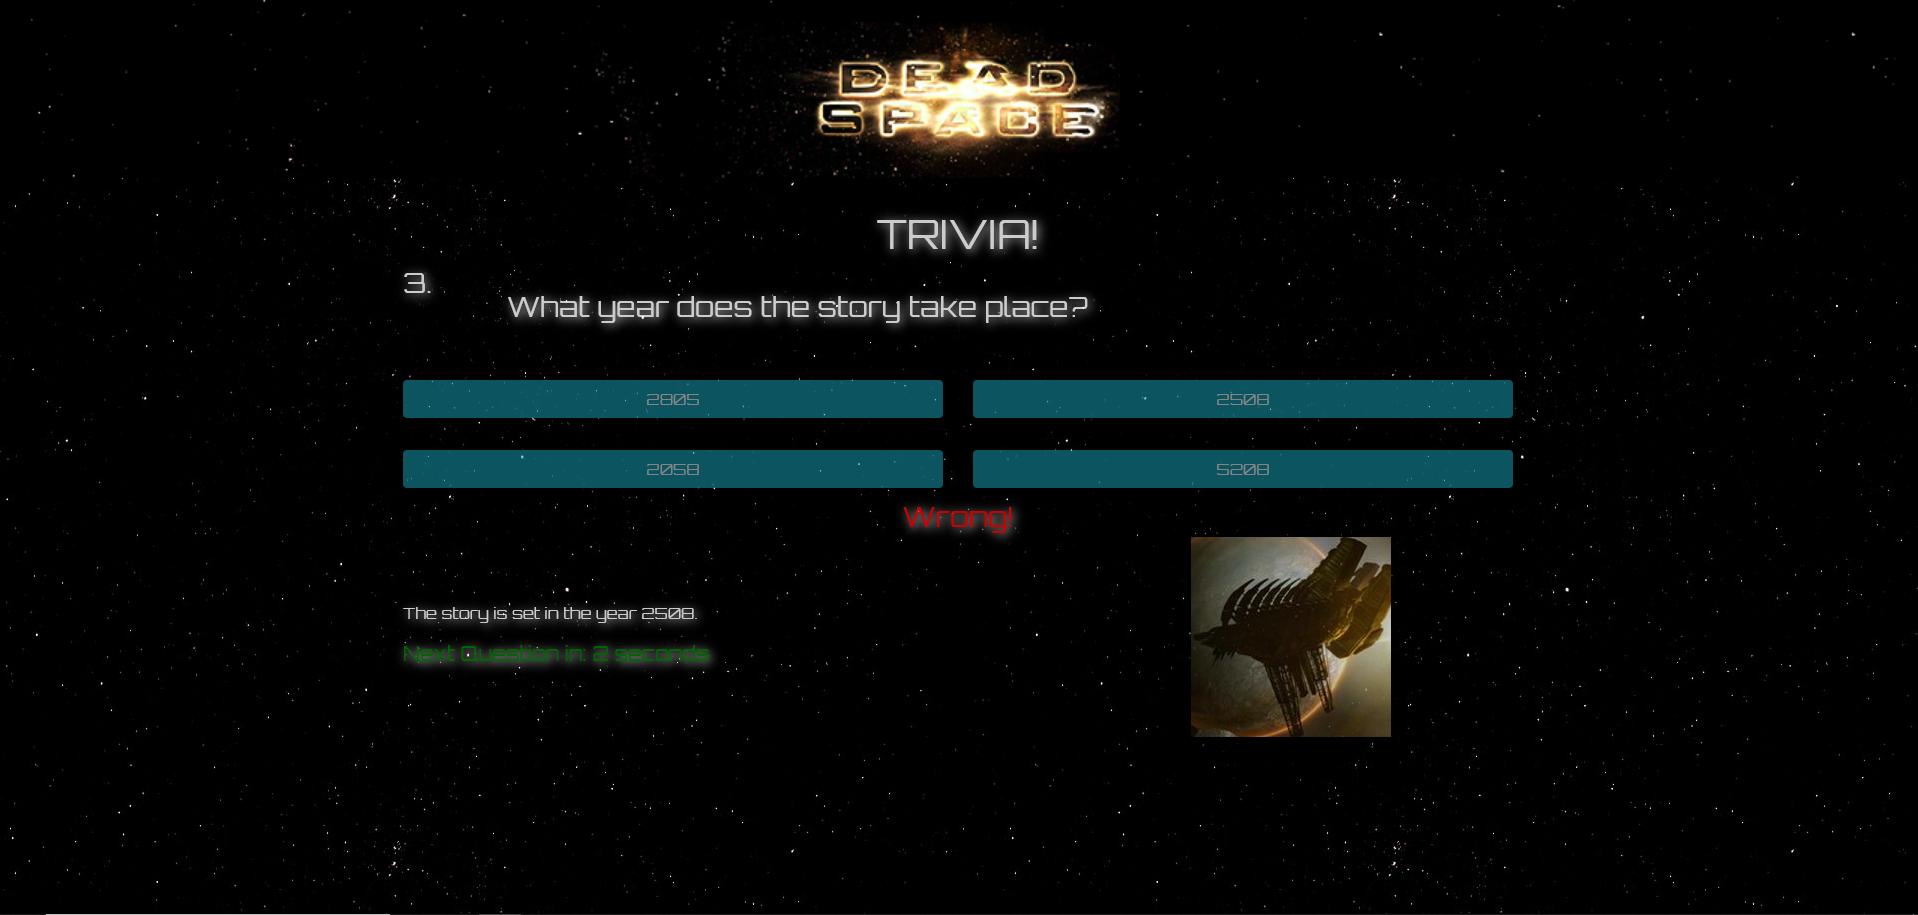 DEAD
SPACE
TRIVIA!
3.
What year does the story take place?
2805
2508
2058
5208
Wrong!
The story is set in the year 2508.
Next Question in: 2 seconds